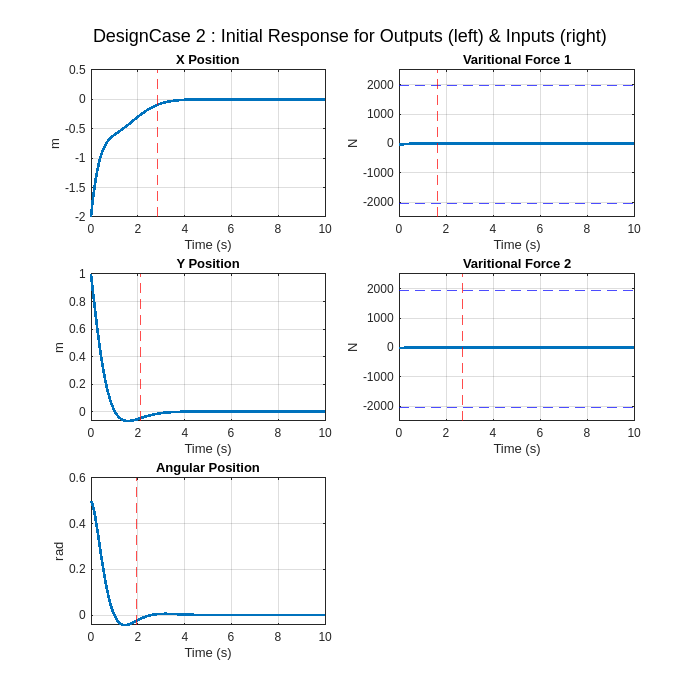 DesignCase 2 : Initial Response for Outputs (left) & Inputs (right)
X Position
0.5
0
-0.5
-1
-1.5
-2
m
0 2 4 6 8 10
Time (s)
Varitional Force 1
2000
1000
0
-1000
-2000
N
0 2 4 6 8 10
Time (s)
Y Position
1
0.8
0.6
0.4
0.2
0
m
0 2 4 6 8 10
Time (s)
Varitional Force 2
2000
1000
0
-1000
-2000
N
0 2 4 6 8 10
Time (s)
Angular Position
0.6
0.4
0.2
0
rad
0 2 4 6 8 10
Time (s)